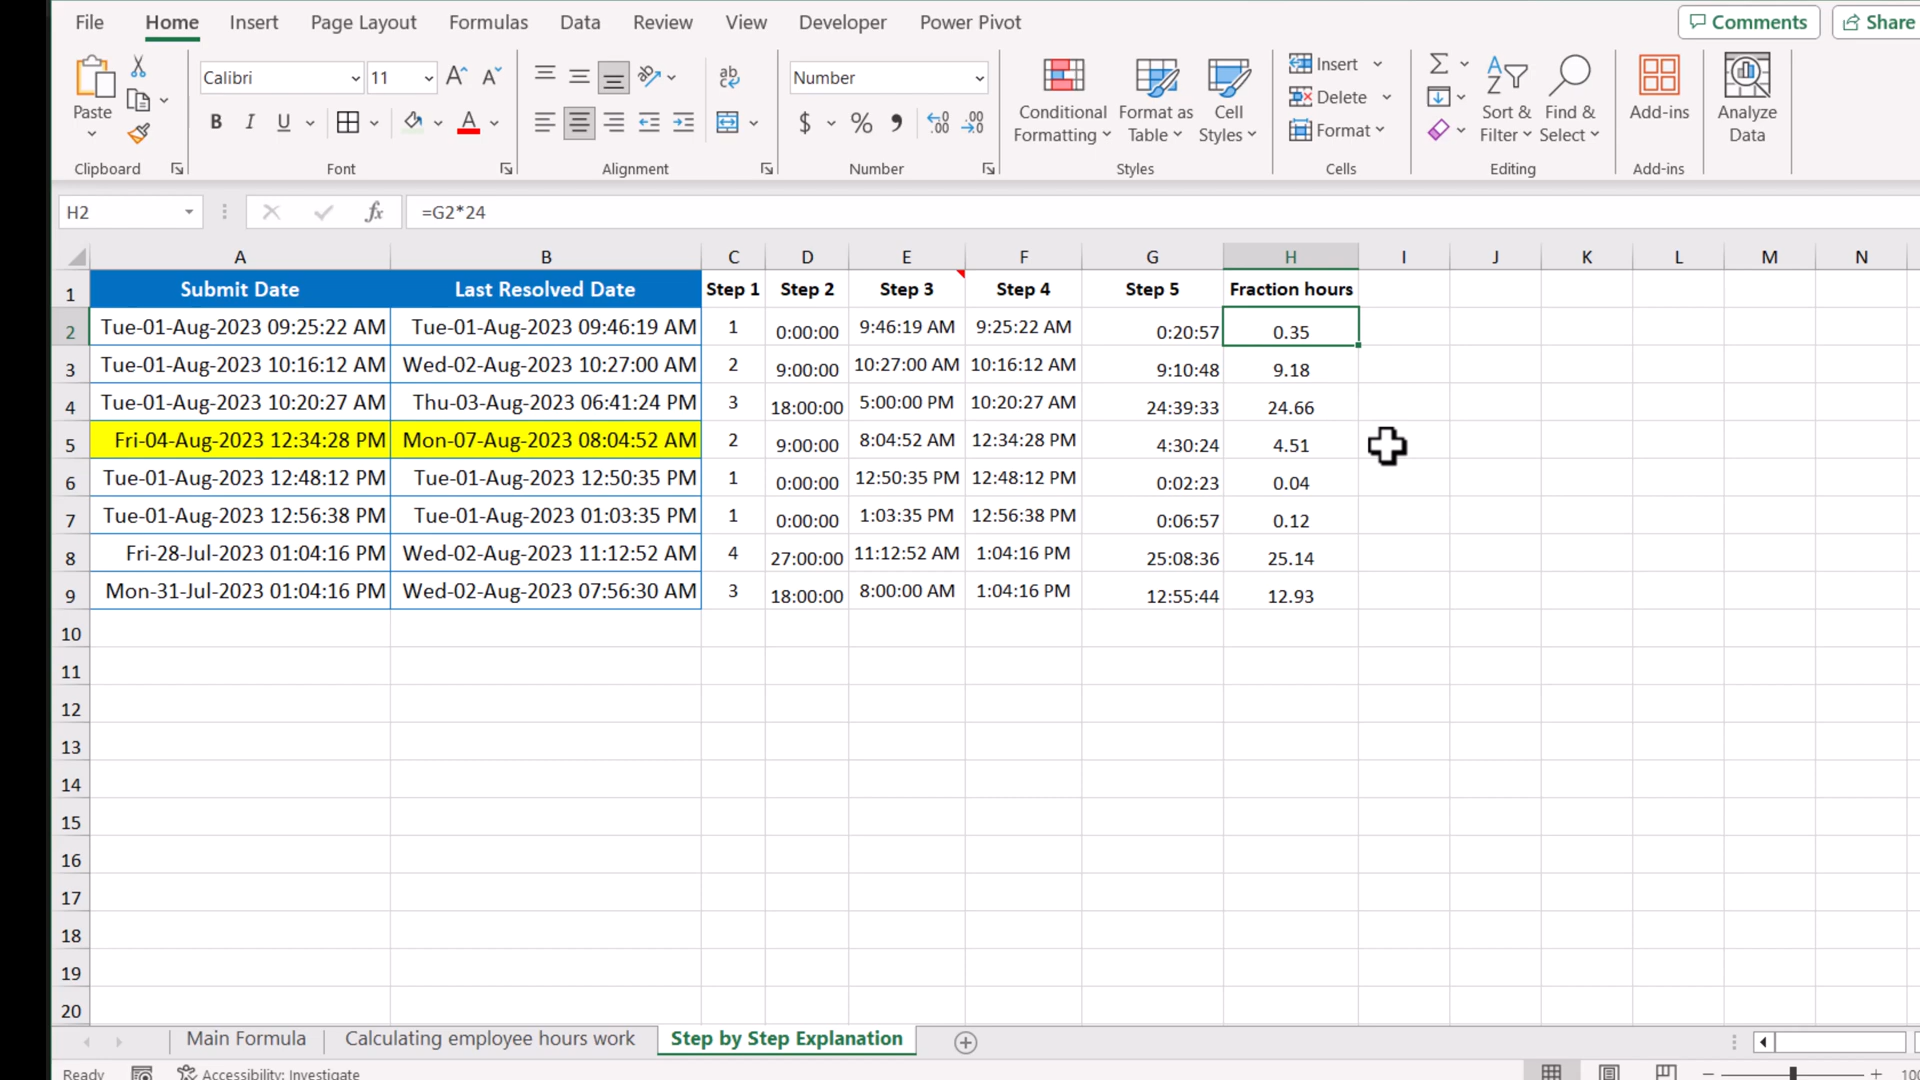 File Home Insert Page Layout Formulas Data Review View Developer Power Pivot Comments Share
Paste
Clipboard
Calibri 11
B I U
Font
ab
Alignment
Number
$ % ,
Number
Conditional Formatting
Format as Table
Cell Styles
Styles
Insert
Delete
Format
Cells
Sort & Filter
Find & Select
Editing
Add-ins
Add-ins
Analyze Data
H2 fx =G2*24
A B C D E F G H I J K L M N
1 Submit Date Last Resolved Date Step 1 Step 2 Step 3 Step 4 Step 5 Fraction hours
2 Tue-01-Aug-2023 09:25:22 AM Tue-01-Aug-2023 09:46:19 AM 1 0:00:00 9:46:19 AM 9:25:22 AM 0:20:57 0.35
3 Tue-01-Aug-2023 10:16:12 AM Wed-02-Aug-2023 10:27:00 AM 2 9:00:00 10:27:00 AM 10:16:12 AM 9:10:48 9.18
4 Tue-01-Aug-2023 10:20:27 AM Thu-03-Aug-2023 06:41:24 PM 3 18:00:00 5:00:00 PM 10:20:27 AM 24:39:33 24.66
5 Fri-04-Aug-2023 12:34:28 PM Mon-07-Aug-2023 08:04:52 AM 2 9:00:00 8:04:52 AM 12:34:28 PM 4:30:24 4.51
6 Tue-01-Aug-2023 12:48:12 PM Tue-01-Aug-2023 12:50:35 PM 1 0:00:00 12:50:35 PM 12:48:12 PM 0:02:23 0.04
7 Tue-01-Aug-2023 12:56:38 PM Tue-01-Aug-2023 01:03:35 PM 1 0:00:00 1:03:35 PM 12:56:38 PM 0:06:57 0.12
8 Fri-28-Jul-2023 01:04:16 PM Wed-02-Aug-2023 11:12:52 AM 4 27:00:00 11:12:52 AM 1:04:16 PM 25:08:36 25.14
9 Mon-31-Jul-2023 01:04:16 PM Wed-02-Aug-2023 07:56:30 AM 3 18:00:00 8:00:00 AM 1:04:16 PM 12:55:44 12.93
10
11
12
13
14
15
16
17
18
19
20
Main Formula Calculating employee hours work Step by Step Explanation
Ready Accessibility: Investigate